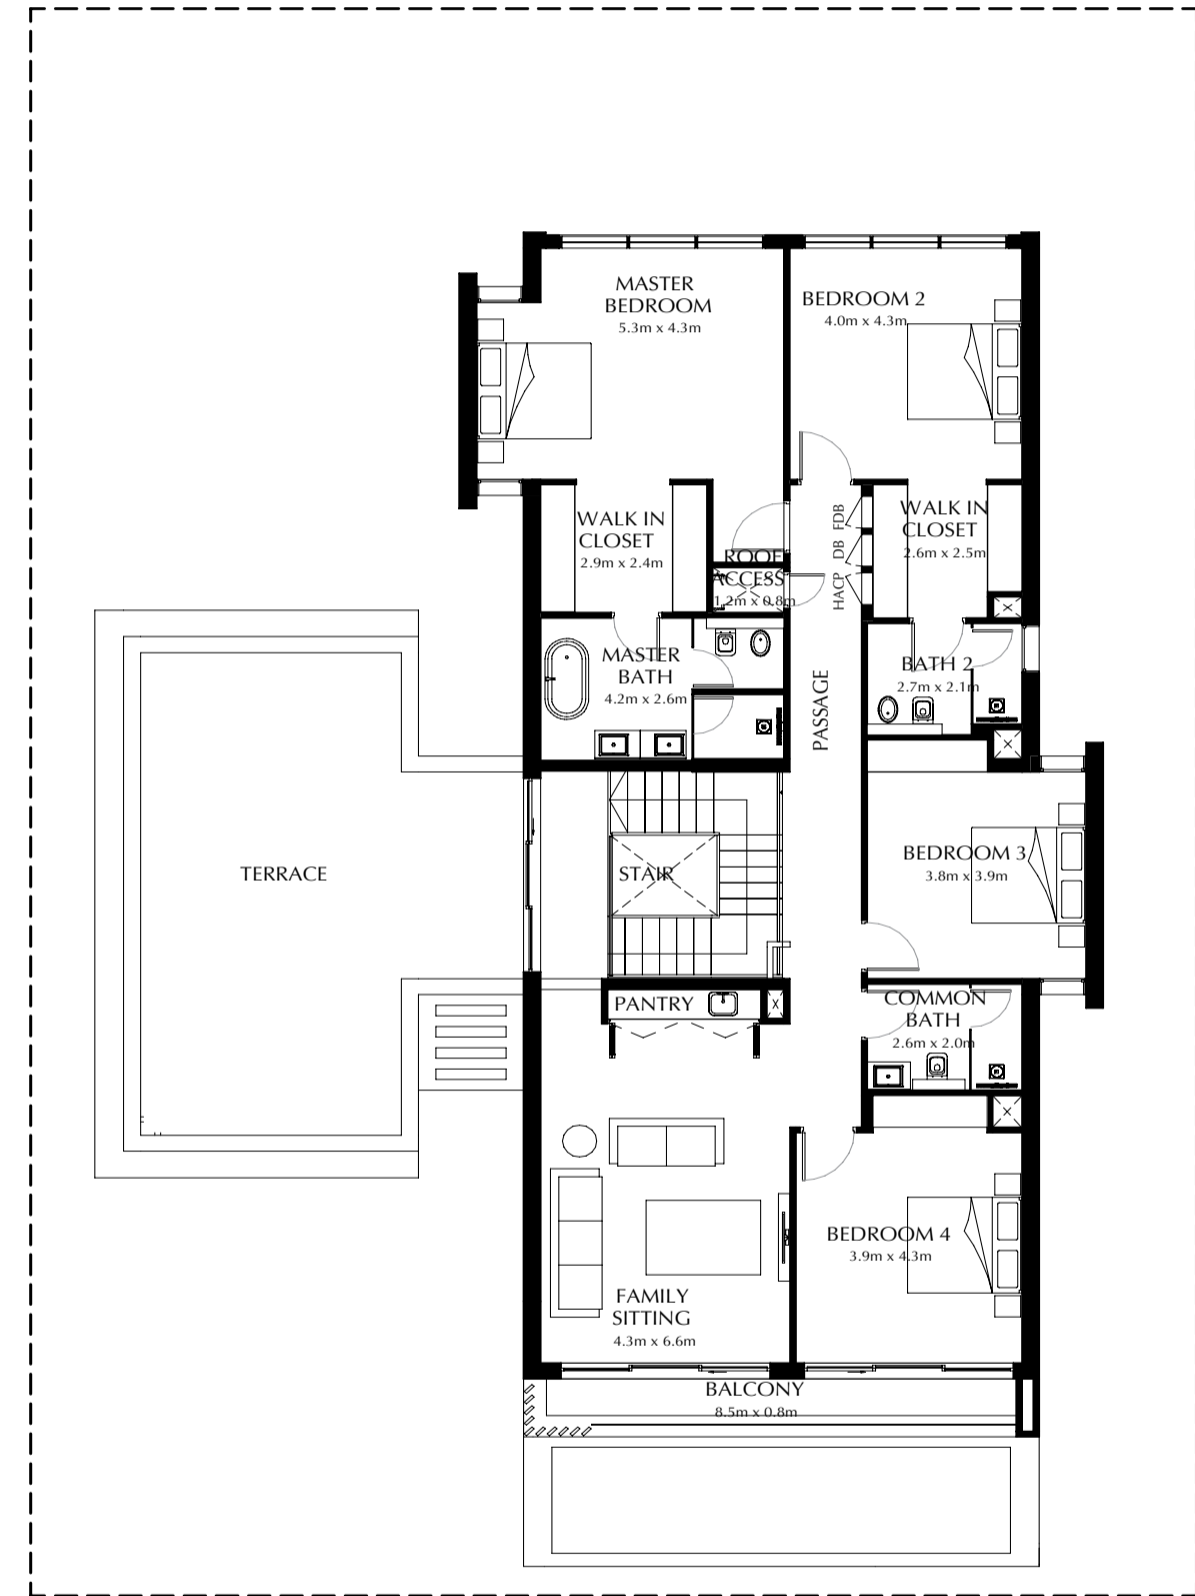 MASTER
BEDROOM
5.3m x 4.3m
BEDROOM 2
4.0m x 4.3m
WALK IN
CLOSET
2.9m x 2.4m
ROOF
ACCESS
1.2m x 0.8m
FDB
DB
HACP
WALK IN
CLOSET
2.6m x 2.5m
MASTER
BATH
4.2m x 2.6m
PASSAGE
BATH 2
2.7m x 2.1m
TERRACE
STAIR
BEDROOM 3
3.8m x 3.9m
PANTRY
COMMON
BATH
2.6m x 2.0m
BEDROOM 4
3.9m x 4.3m
FAMILY
SITTING
4.3m x 6.6m
BALCONY
8.5m x 0.8m